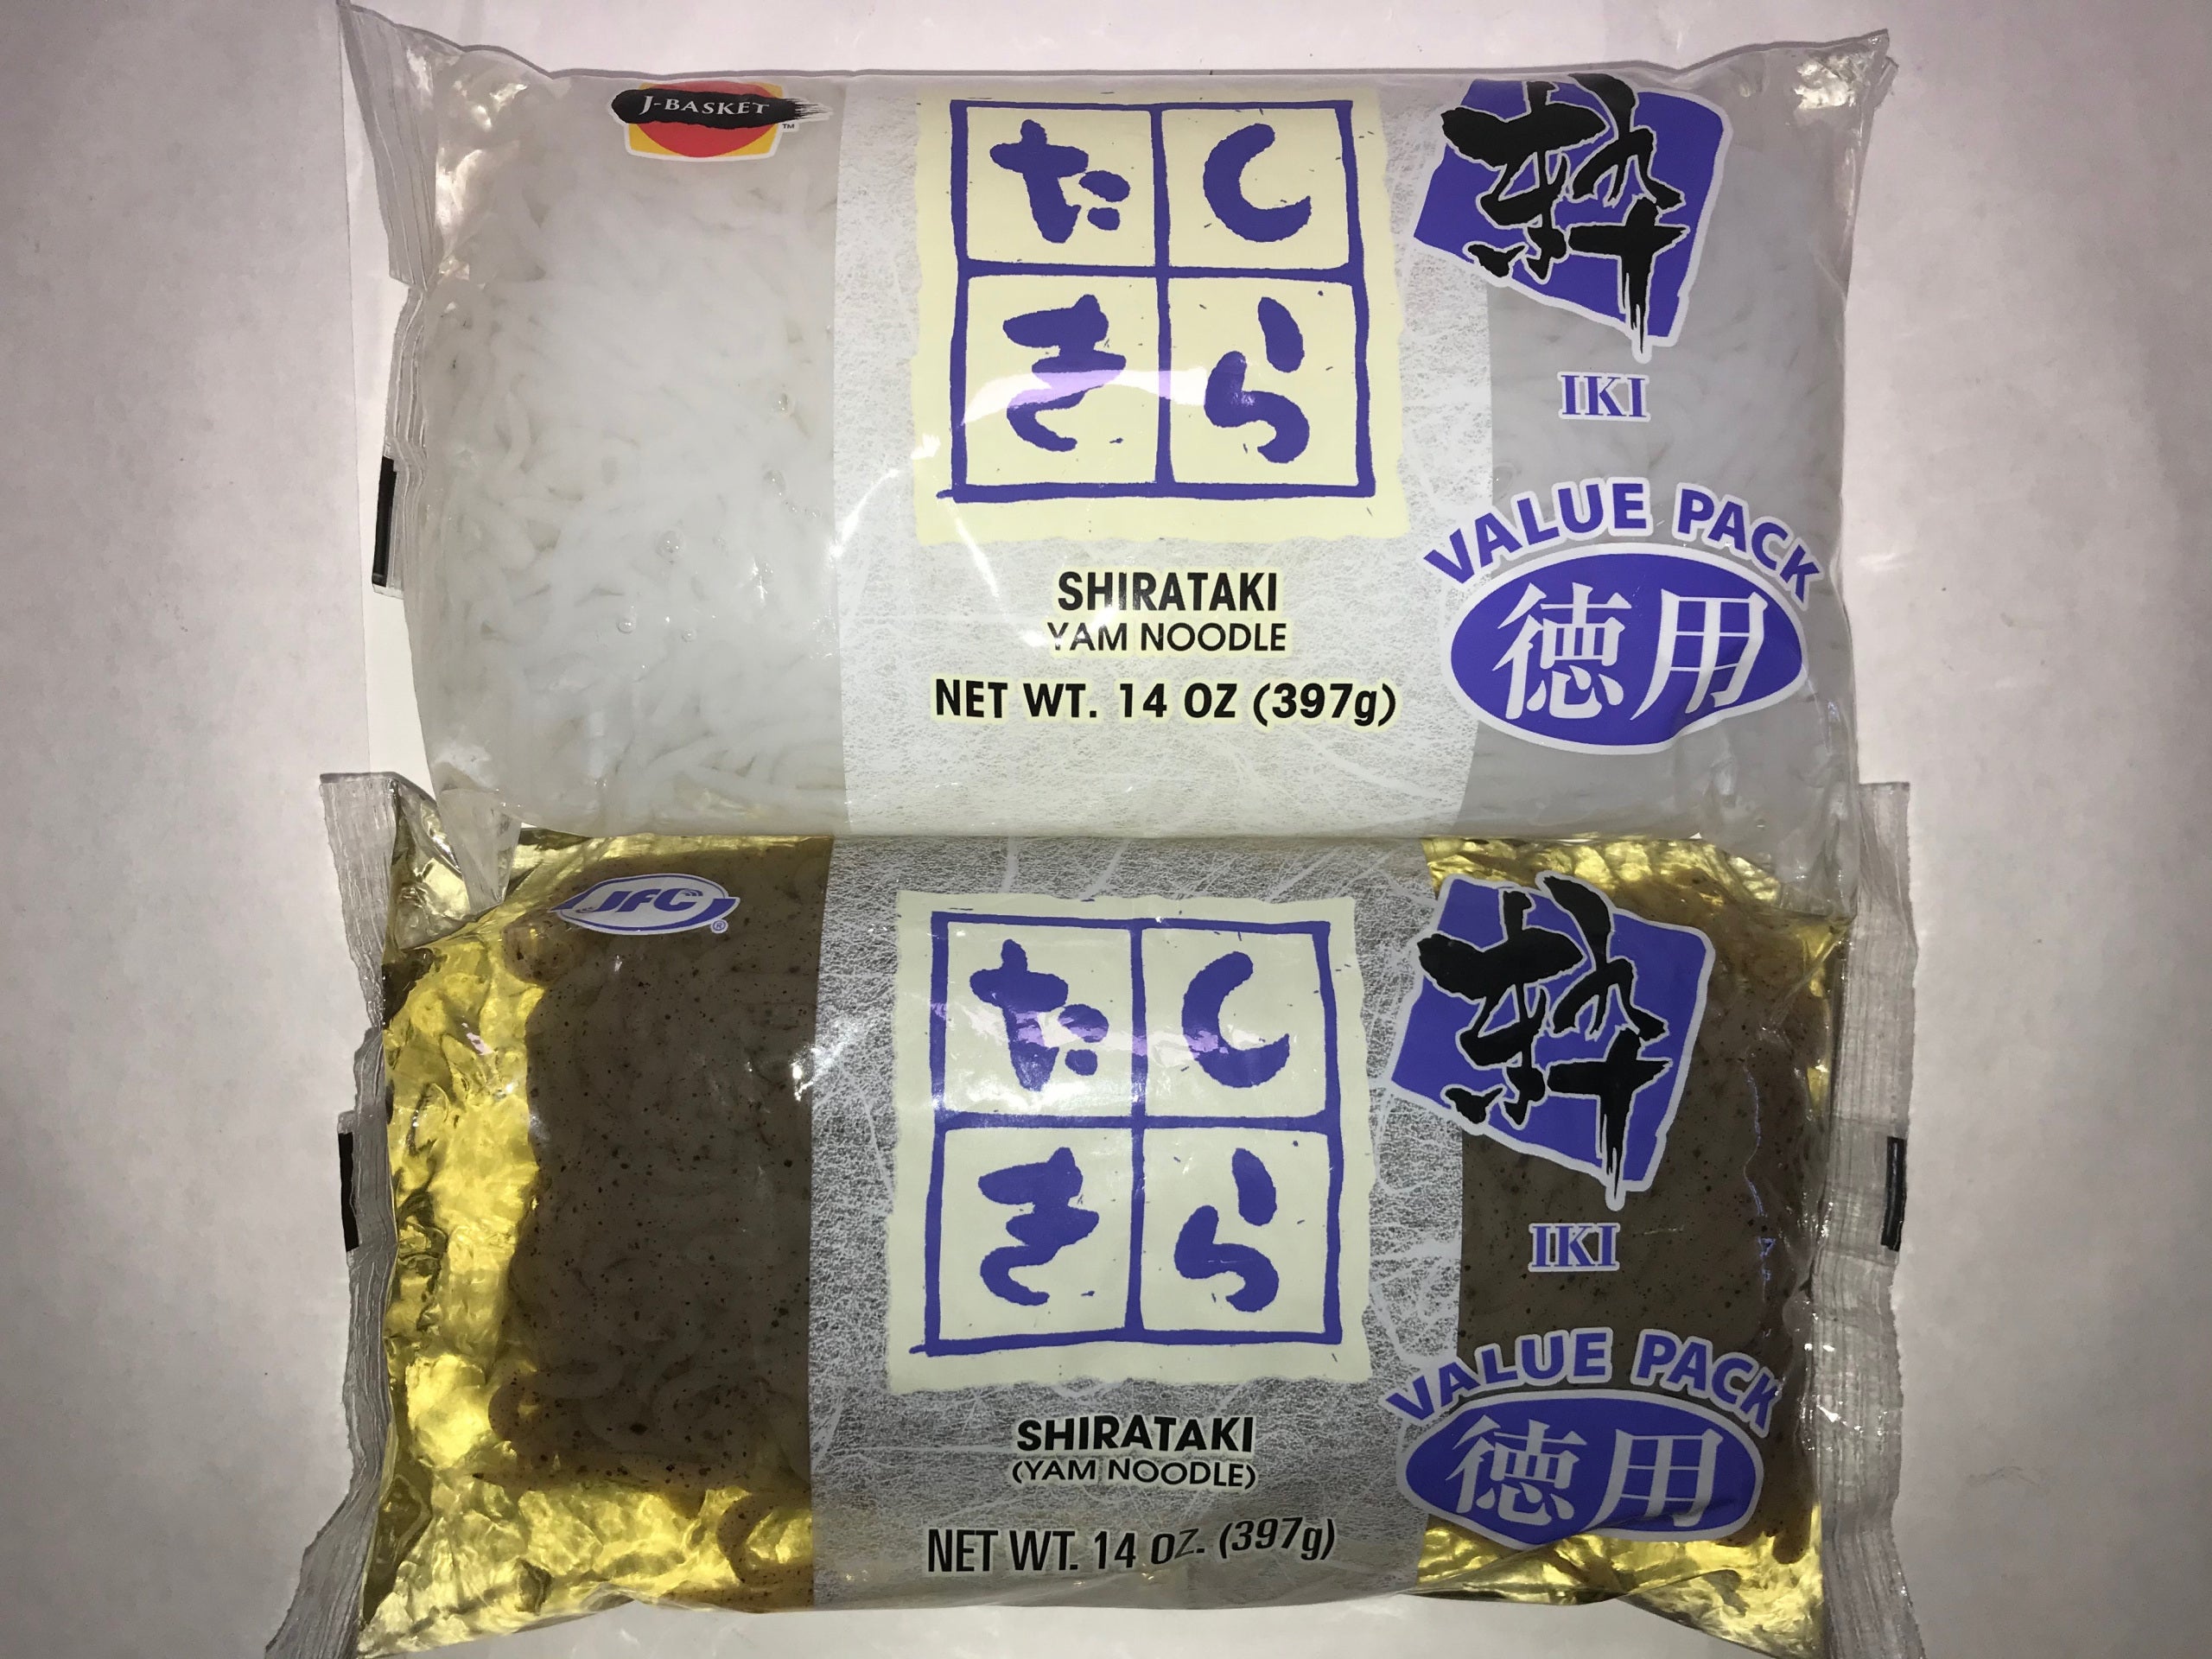 J-BASKET
TM
しらたき
粋
IKI
VALUE PACK
徳用
SHIRATAKI
YAM NOODLE
NET WT. 14 OZ (397g)
JFC
®
しらたき
粋
IKI
VALUE PACK
徳用
SHIRATAKI
(YAM NOODLE)
NET WT. 14 OZ. (397g)